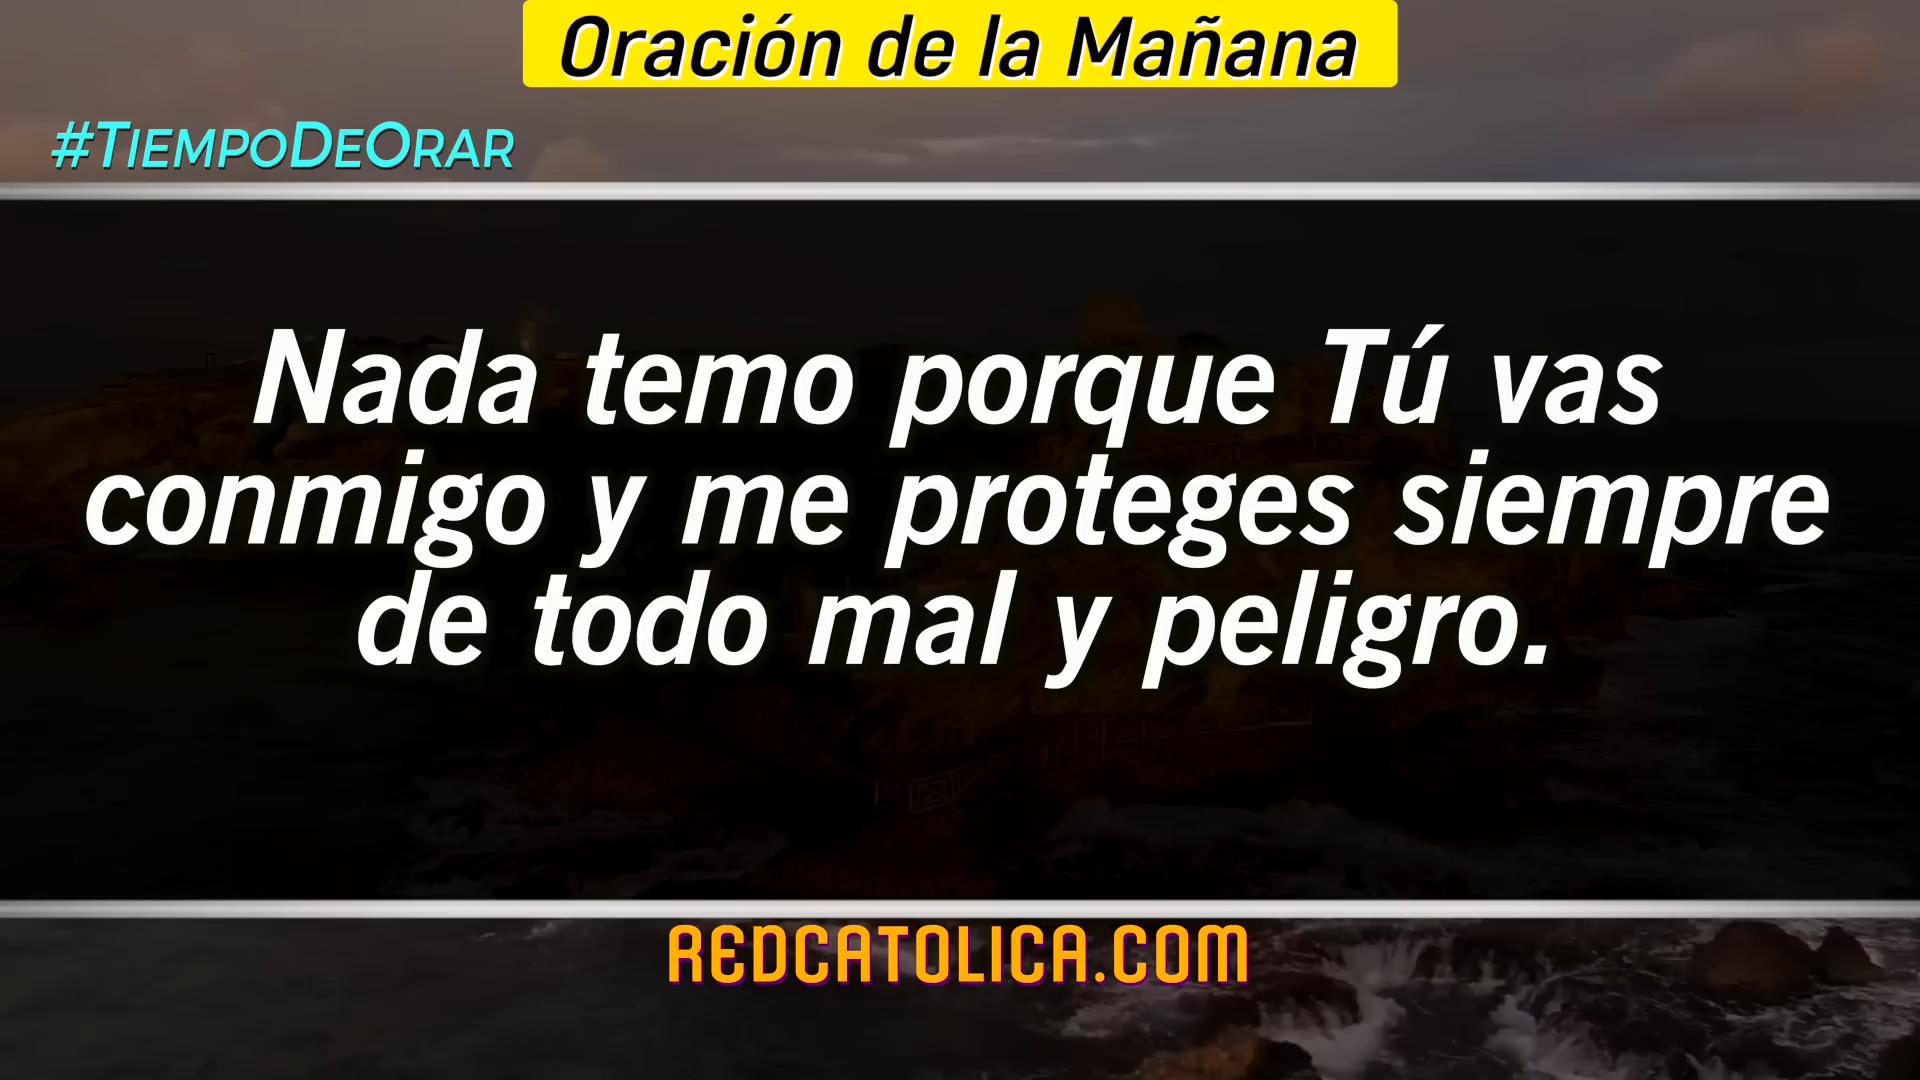 Oración de la Mañana
#TiempoDeOrar
Nada temo porque Tú vas
conmigo y me proteges siempre
de todo mal y peligro.
REDCATOLICA.COM